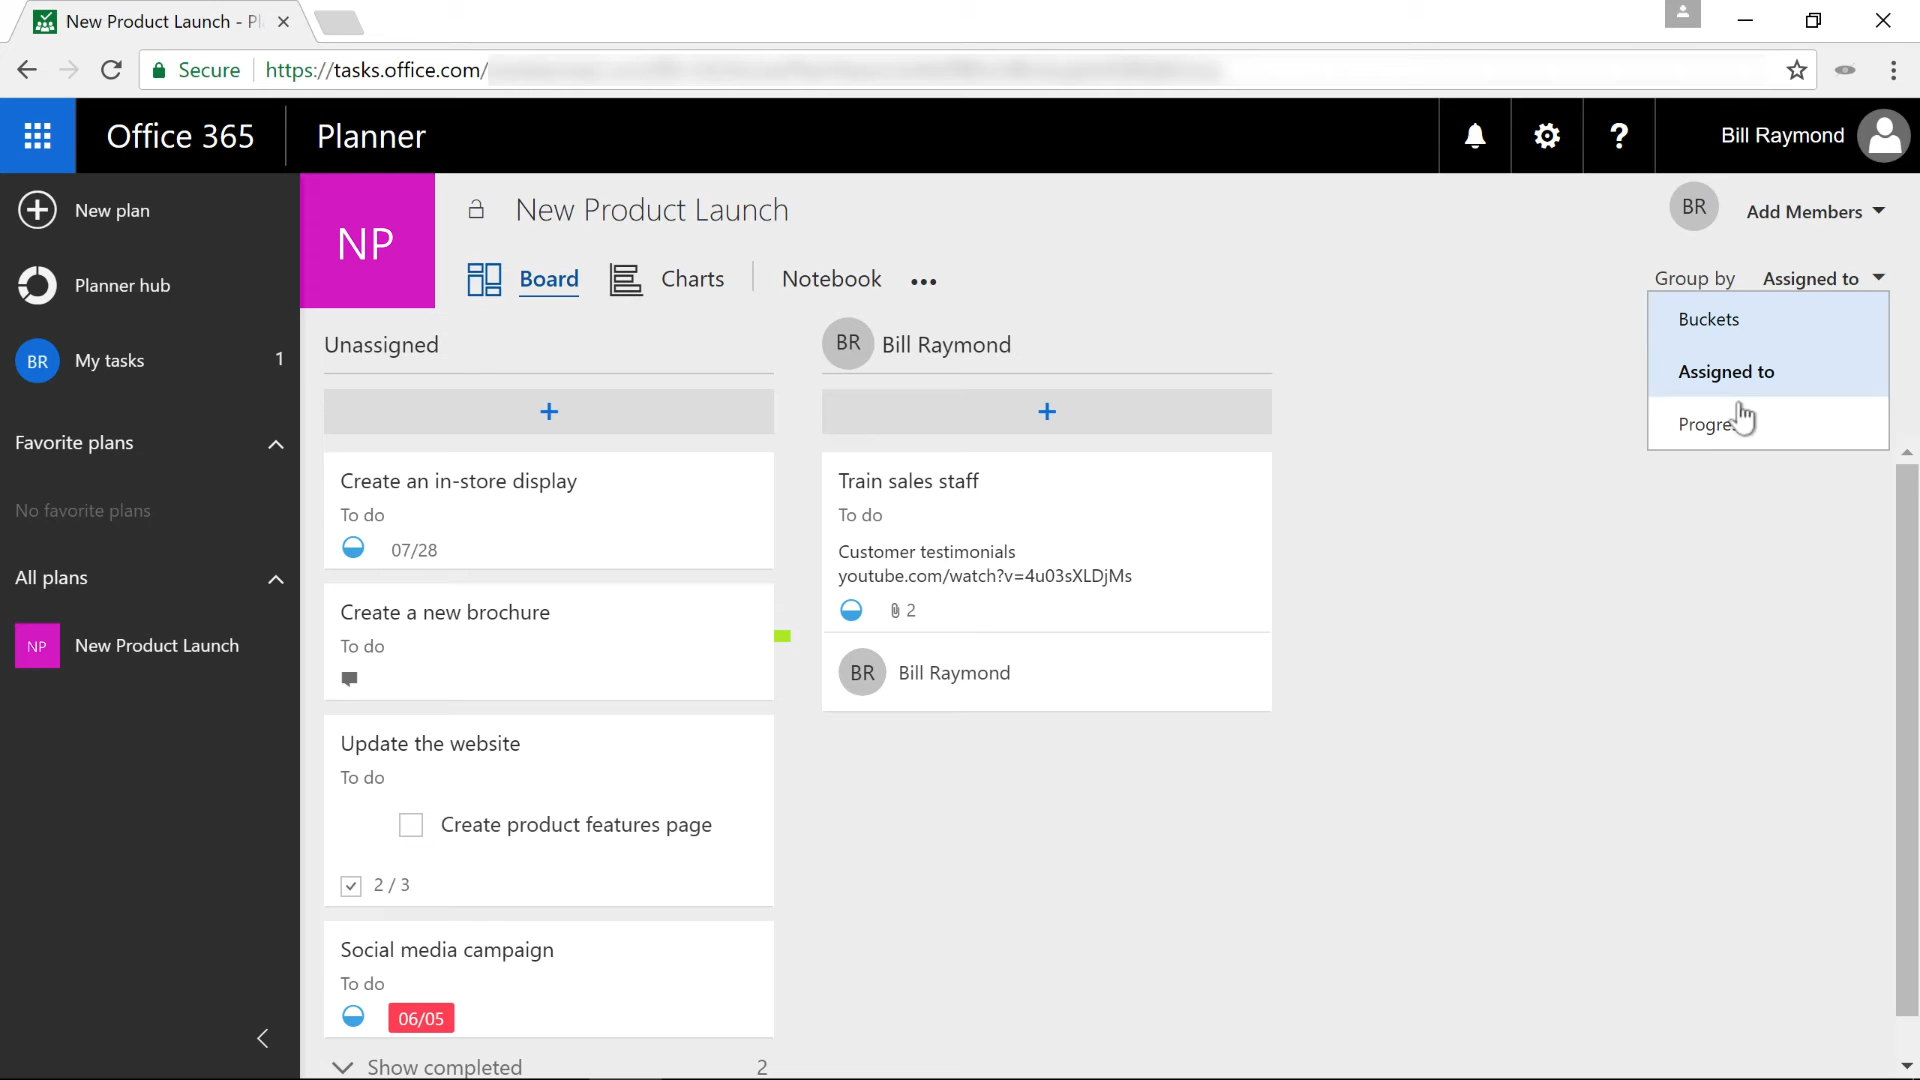 New Product Launch - Pl
Secure
https://tasks.office.com/
Office 365
Planner
?
Bill Raymond
New plan
Planner hub
BR
My tasks
1
Favorite plans
No favorite plans
All plans
NP
New Product Launch
NP
New Product Launch
BR
Add Members
Board
Charts
Notebook
Group by
Assigned to
Buckets
Assigned to
Unassigned
+
Create an in-store display
To do
07/28
Create a new brochure
To do
Update the website
To do
Create product features page
2 / 3
Social media campaign
To do
06/05
Show completed
2
BR
Bill Raymond
+
Train sales staff
To do
Customer testimonials
youtube.com/watch?v=4u03sXLDjMs
2
BR
Bill Raymond